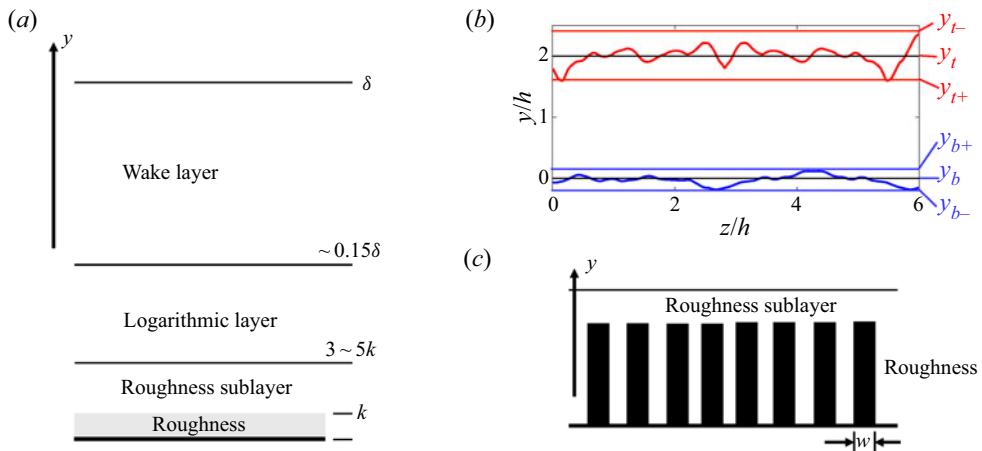 (a)
y
δ
Wake layer
~ 0.15δ
Logarithmic layer
3 ~ 5k
Roughness sublayer
k
Roughness
(b)
y/h
2
1
0
0
2
4
6
z/h
y_{t−}
y_t
y_{t+}
y_{b+}
y_b
y_{b−}
(c)
y
Roughness sublayer
Roughness
w